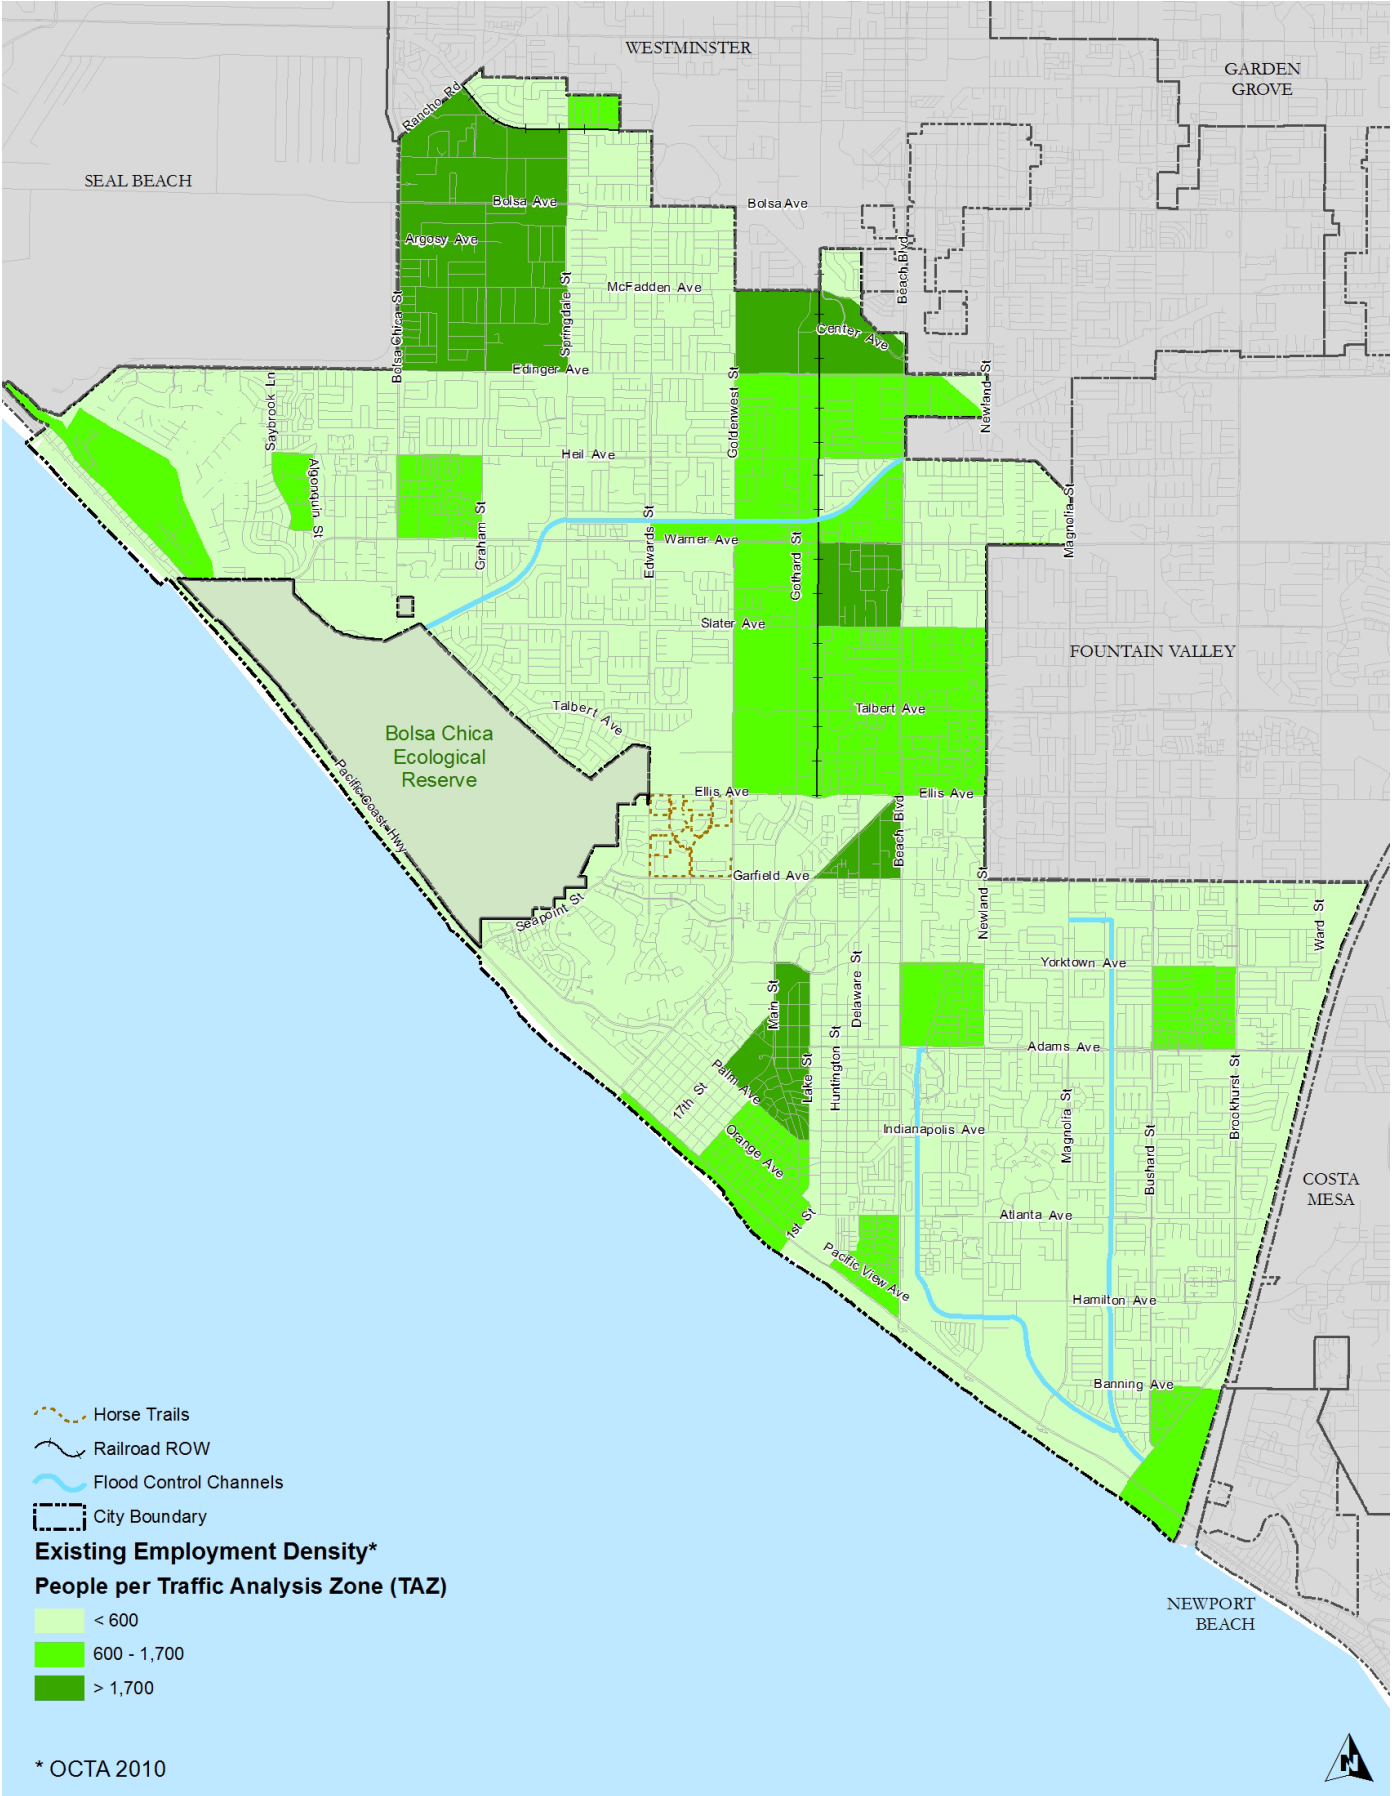 WESTMINSTER
GARDEN
GROVE
Rancho Rd
SEAL BEACH
Bolsa Ave
Bolsa Ave
Argosy Ave
Beach Blvd
McFadden Ave
Springdale St
Bolsa Chica St
Center Ave
Edinger Ave
Saybrook Ln
Goldenwest St
Newland St
Heil Ave
Algonquin St
Graham St
Edwards St
Warner Ave
Gothard St
Magnolia St
Slater Ave
FOUNTAIN VALLEY
Talbert Ave
Talbert Ave
Bolsa Chica
Ecological
Reserve
Pacific Coast Hwy
Ellis Ave
Ellis Ave
Beach Blvd
Garfield Ave
Newland St
Seapoint St
Ward St
Yorktown Ave
Main St
Delaware St
Adams Ave
Huntington St
Lake St
Palm Ave
17th St
Brookhurst St
Magnolia St
Indianapolis Ave
Bushard St
Orange Ave
COSTA
MESA
1st St
Atlanta Ave
Pacific View Ave
Hamilton Ave
Banning Ave
Horse Trails
Railroad ROW
Flood Control Channels
City Boundary
Existing Employment Density*
People per Traffic Analysis Zone (TAZ)
< 600
600 - 1,700
> 1,700
NEWPORT
BEACH
* OCTA 2010
N